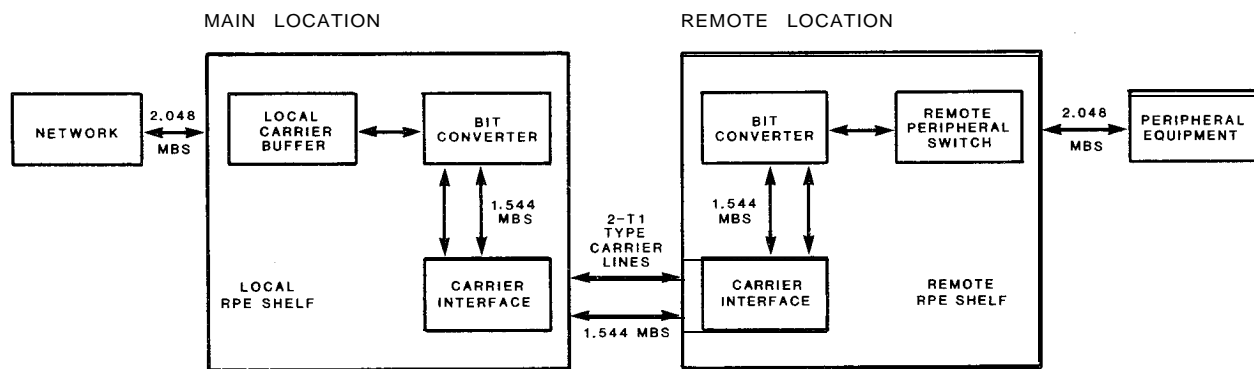 MAIN LOCATION
REMOTE LOCATION
NETWORK
2.048
MBS
LOCAL
CARRIER
BUFFER
BIT
CONVERTER
1.544
MBS
LOCAL
RPE SHELF
CARRIER
INTERFACE
2-T1
TYPE
CARRIER
LINES
1.544 MBS
BIT
CONVERTER
REMOTE
PERIPHERAL
SWITCH
1.544
MBS
CARRIER
INTERFACE
REMOTE
RPE SHELF
2.048
MBS
PERIPHERAL
EQUIPMENT